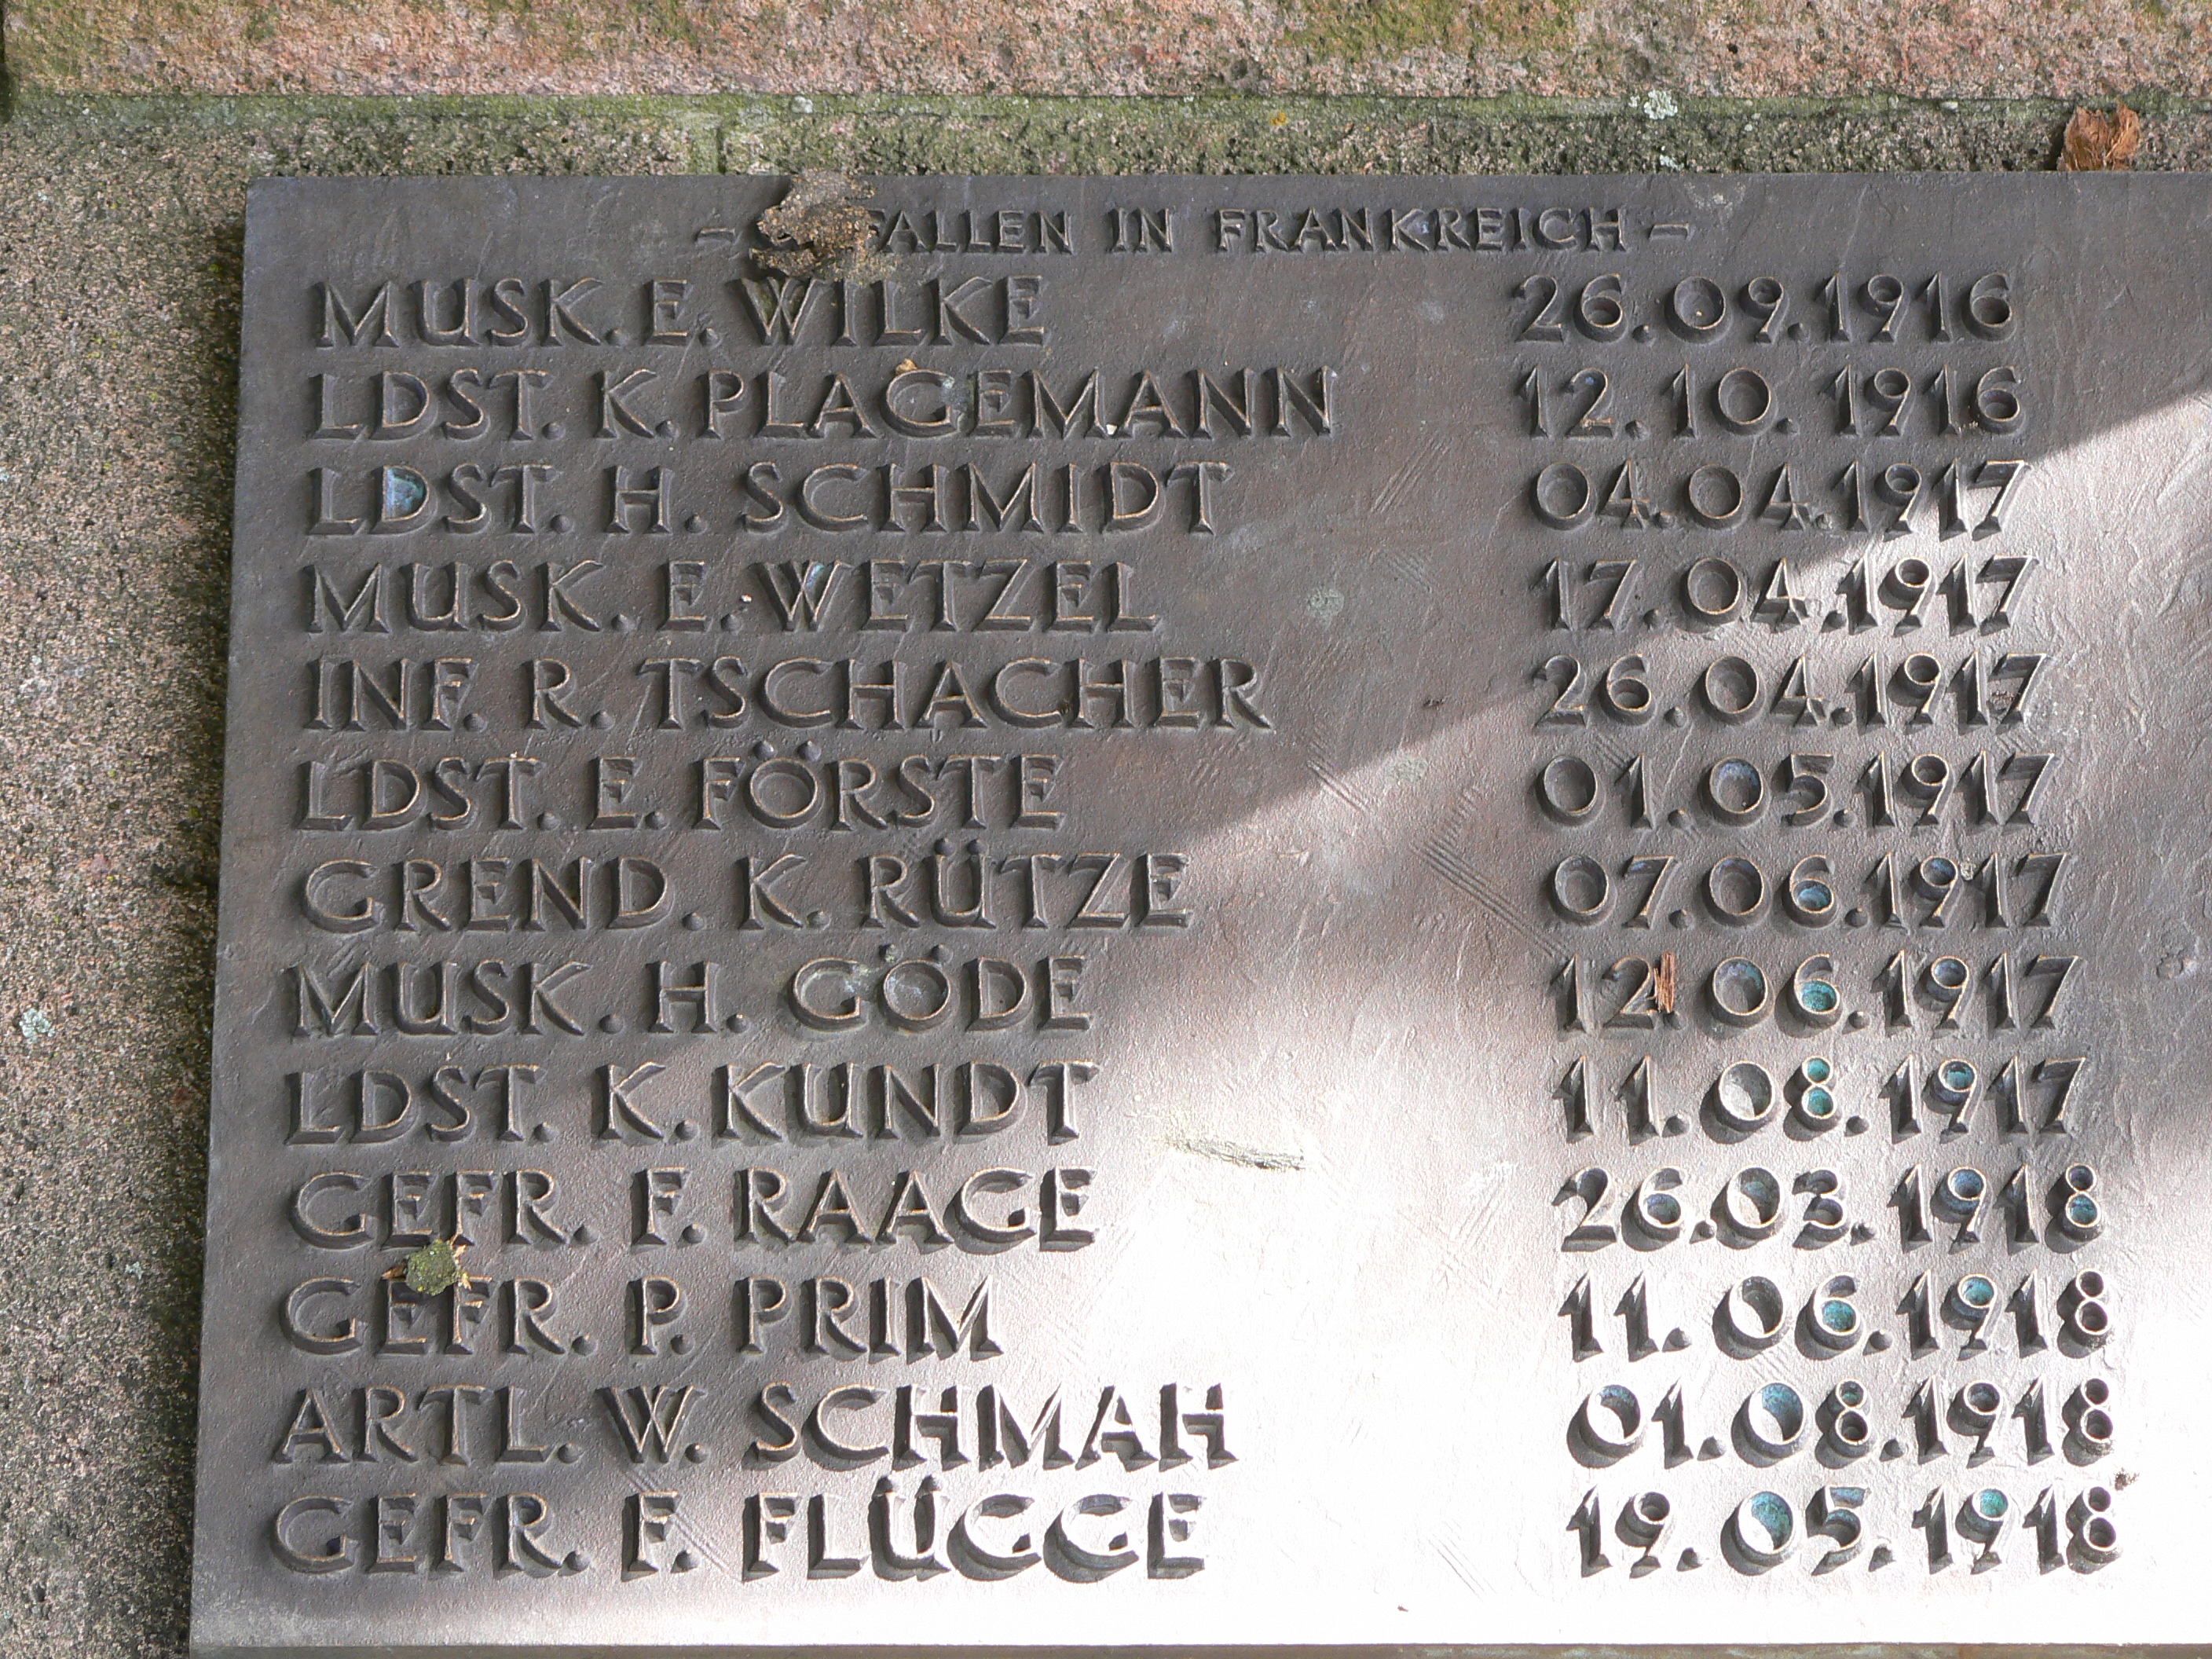 - GEFALLEN IN FRANKREICH -
MUSK. E. WILKE 26.09.1916
LDST. K. PLAGEMANN 12.10.1916
LDST. H. SCHMIDT 04.04.1917
MUSK. E. WETZEL 17.04.1917
INF. R. TSCHACHER 26.04.1917
LDST. E. FÖRSTE 01.05.1917
GREND. K. RÜTZE 07.06.1917
MUSK. H. GÖDE 12.06.1917
LDST. K. KUNDT 11.08.1917
GEFR. F. RAAGE 26.03.1918
GEFR. P. PRIM 11.06.1918
ARTL. W. SCHMAH 01.08.1918
GEFR. F. FLÜGGE 19.05.1918